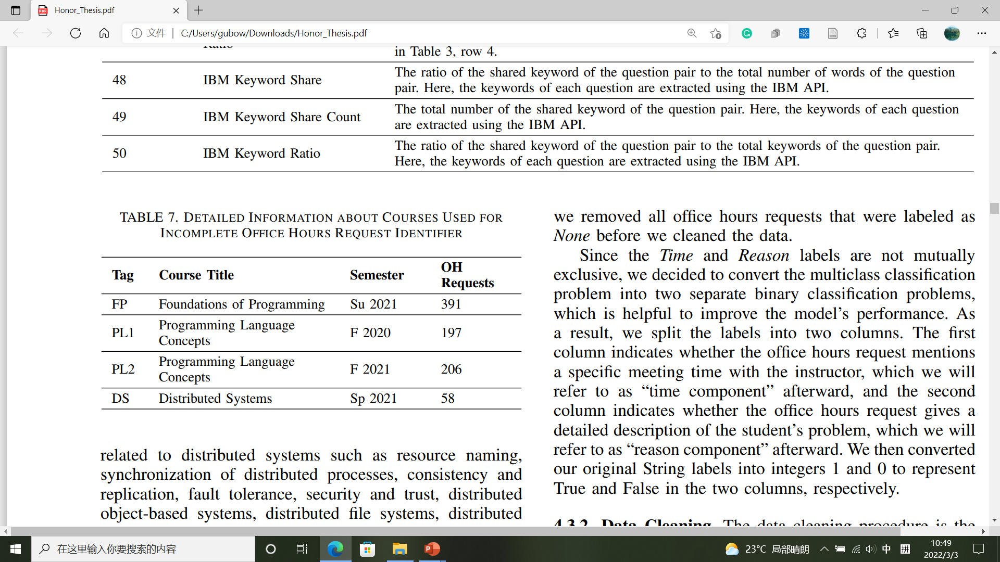 Honor_Thesis.pdf
文件
C:/Users/gubow/Downloads/Honor_Thesis.pdf
in Table 3, row 4.
48 IBM Keyword Share The ratio of the shared keyword of the question pair to the total number of words of the question
pair. Here, the keywords of each question are extracted using the IBM API.
49 IBM Keyword Share Count The total number of the shared keyword of the question pair. Here, the keywords of each question
are extracted using the IBM API.
50 IBM Keyword Ratio The ratio of the shared keyword of the question pair to the total keywords of the question pair.
Here, the keywords of each question are extracted using the IBM API.
TABLE 7. DETAILED INFORMATION ABOUT COURSES USED FOR
INCOMPLETE OFFICE HOURS REQUEST IDENTIFIER
Tag Course Title Semester OH
Requests
FP Foundations of Programming Su 2021 391
PL1 Programming Language
Concepts F 2020 197
PL2 Programming Language
Concepts F 2021 206
DS Distributed Systems Sp 2021 58
related to distributed systems such as resource naming,
synchronization of distributed processes, consistency and
replication, fault tolerance, security and trust, distributed
object-based systems, distributed file systems, distributed
we removed all office hours requests that were labeled as
None before we cleaned the data.
Since the Time and Reason labels are not mutually
exclusive, we decided to convert the multiclass classification
problem into two separate binary classification problems,
which is helpful to improve the model's performance. As
a result, we split the labels into two columns. The first
column indicates whether the office hours request mentions
a specific meeting time with the instructor, which we will
refer to as “time component” afterward, and the second
column indicates whether the office hours request gives a
detailed description of the student's problem, which we will
refer to as “reason component” afterward. We then converted
our original String labels into integers 1 and 0 to represent
True and False in the two columns, respectively.
4.3.2. Data Cleaning. The data cleaning procedure is the
在这里输入你要搜索的内容
23°C 局部晴朗
中
拼
10:49
2022/3/3